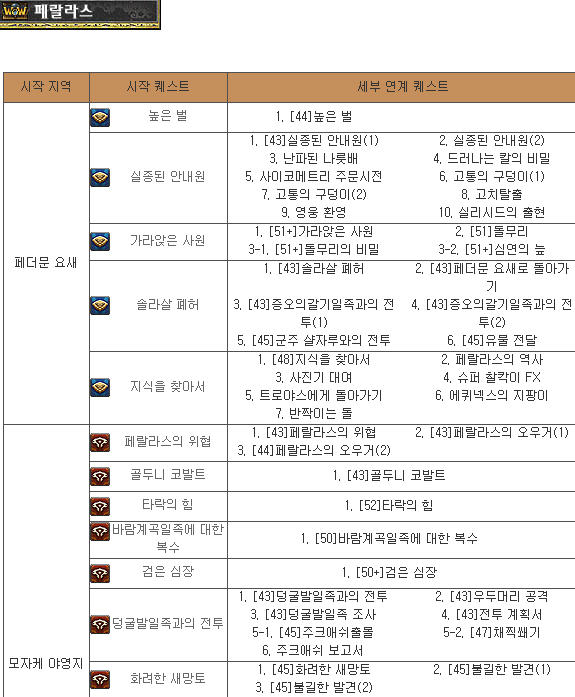 WOW 페랄라스
시작 지역 시작 퀘스트 세부 연계 퀘스트
페더문 요새
높은 벌
1. [44]높은 벌
실종된 안내원
1. [43]실종된 안내원(1) 2. 실종된 안내원(2)
3. 난파된 나룻배 4. 드러나는 칼의 비밀
5. 사이코메트리 주문시전 6. 고통의 구덩이(1)
7. 고통의 구덩이(2) 8. 고치탈출
9. 영웅 환영 10. 실리시드의 출현
가라앉은 사원
1. [51+]가라앉은 사원 2. [51]돌무리
3-1. [51+]돌무리의 비밀 3-2. [51+]심연의 늪
솔라살 폐허
1. [43]솔라살 폐허 2. [43]페더문 요새로 돌아가
기
3. [43]증오의갈기일족과의 전 4. [43]증오의갈기일족과의 전
투(1) 투(2)
5. [45]군주 샬자루와의 전투 6. [45]유물 전달
지식을 찾아서
1. [48]지식을 찾아서 2. 페랄라스의 역사
3. 사진기 대여 4. 슈퍼 찰칵이 FX
5. 트로야스에게 돌아가기 6. 에퀴넥스의 지팡이
7. 반짝이는 돌
모자케 야영지
페랄라스의 위협
1. [43]페랄라스의 위협 2. [43]페랄라스의 오우거(1)
3. [44]페랄라스의 오우거(2)
골두니 코발트
1. [43]골두니 코발트
타락의 힘
1. [52]타락의 힘
바람계곡일족에 대한
복수
1. [50]바람계곡일족에 대한 복수
검은 심장
1. [50+]검은 심장
덩굴발일족과의 전투
1. [43]덩굴발일족과의 전투 2. [43]우두머리 공격
3. [43]덩굴발일족 조사 4. [43]전투 계획서
5-1. [45]주크애쉬출몰 5-2. [47]채찍쐐기
6. 주크애쉬 보고서
화려한 새망토
1. [45]화려한 새망토 2. [45]불길한 발견(1)
3. [45]불길한 발견(2)